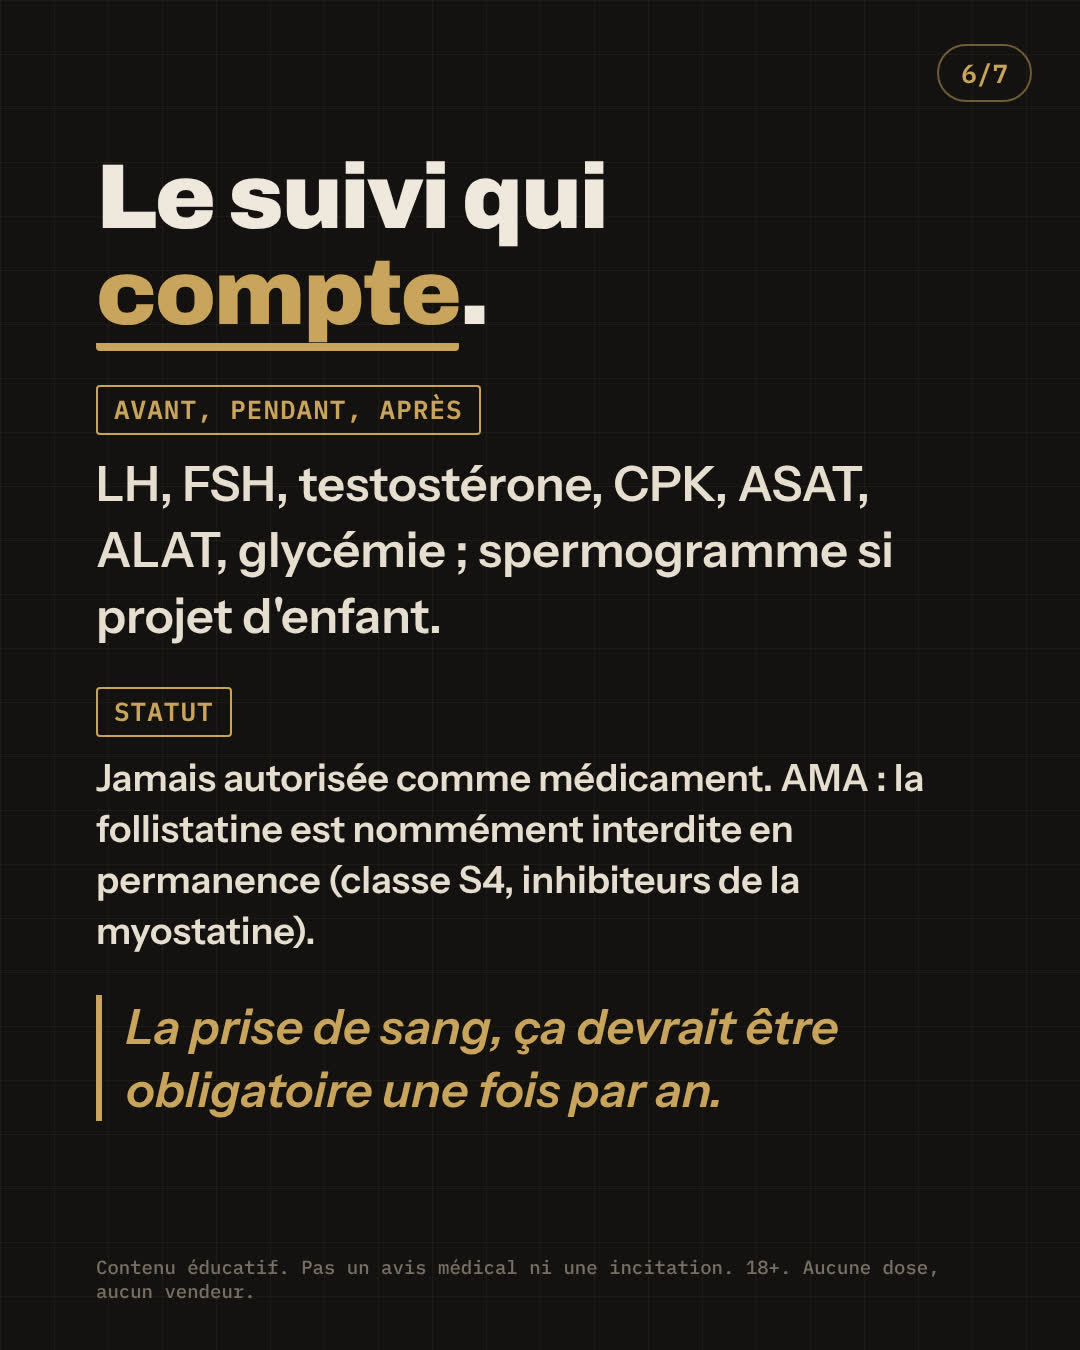 6/7
Le suivi qui
compte.
AVANT, PENDANT, APRÈS
LH, FSH, testostérone, CPK, ASAT,
ALAT, glycémie ; spermogramme si
projet d'enfant.
STATUT
Jamais autorisée comme médicament. AMA : la
follistatine est nommément interdite en
permanence (classe S4, inhibiteurs de la
myostatine).
La prise de sang, ça devrait être
obligatoire une fois par an.
Contenu éducatif. Pas un avis médical ni une incitation. 18+. Aucune dose,
aucun vendeur.